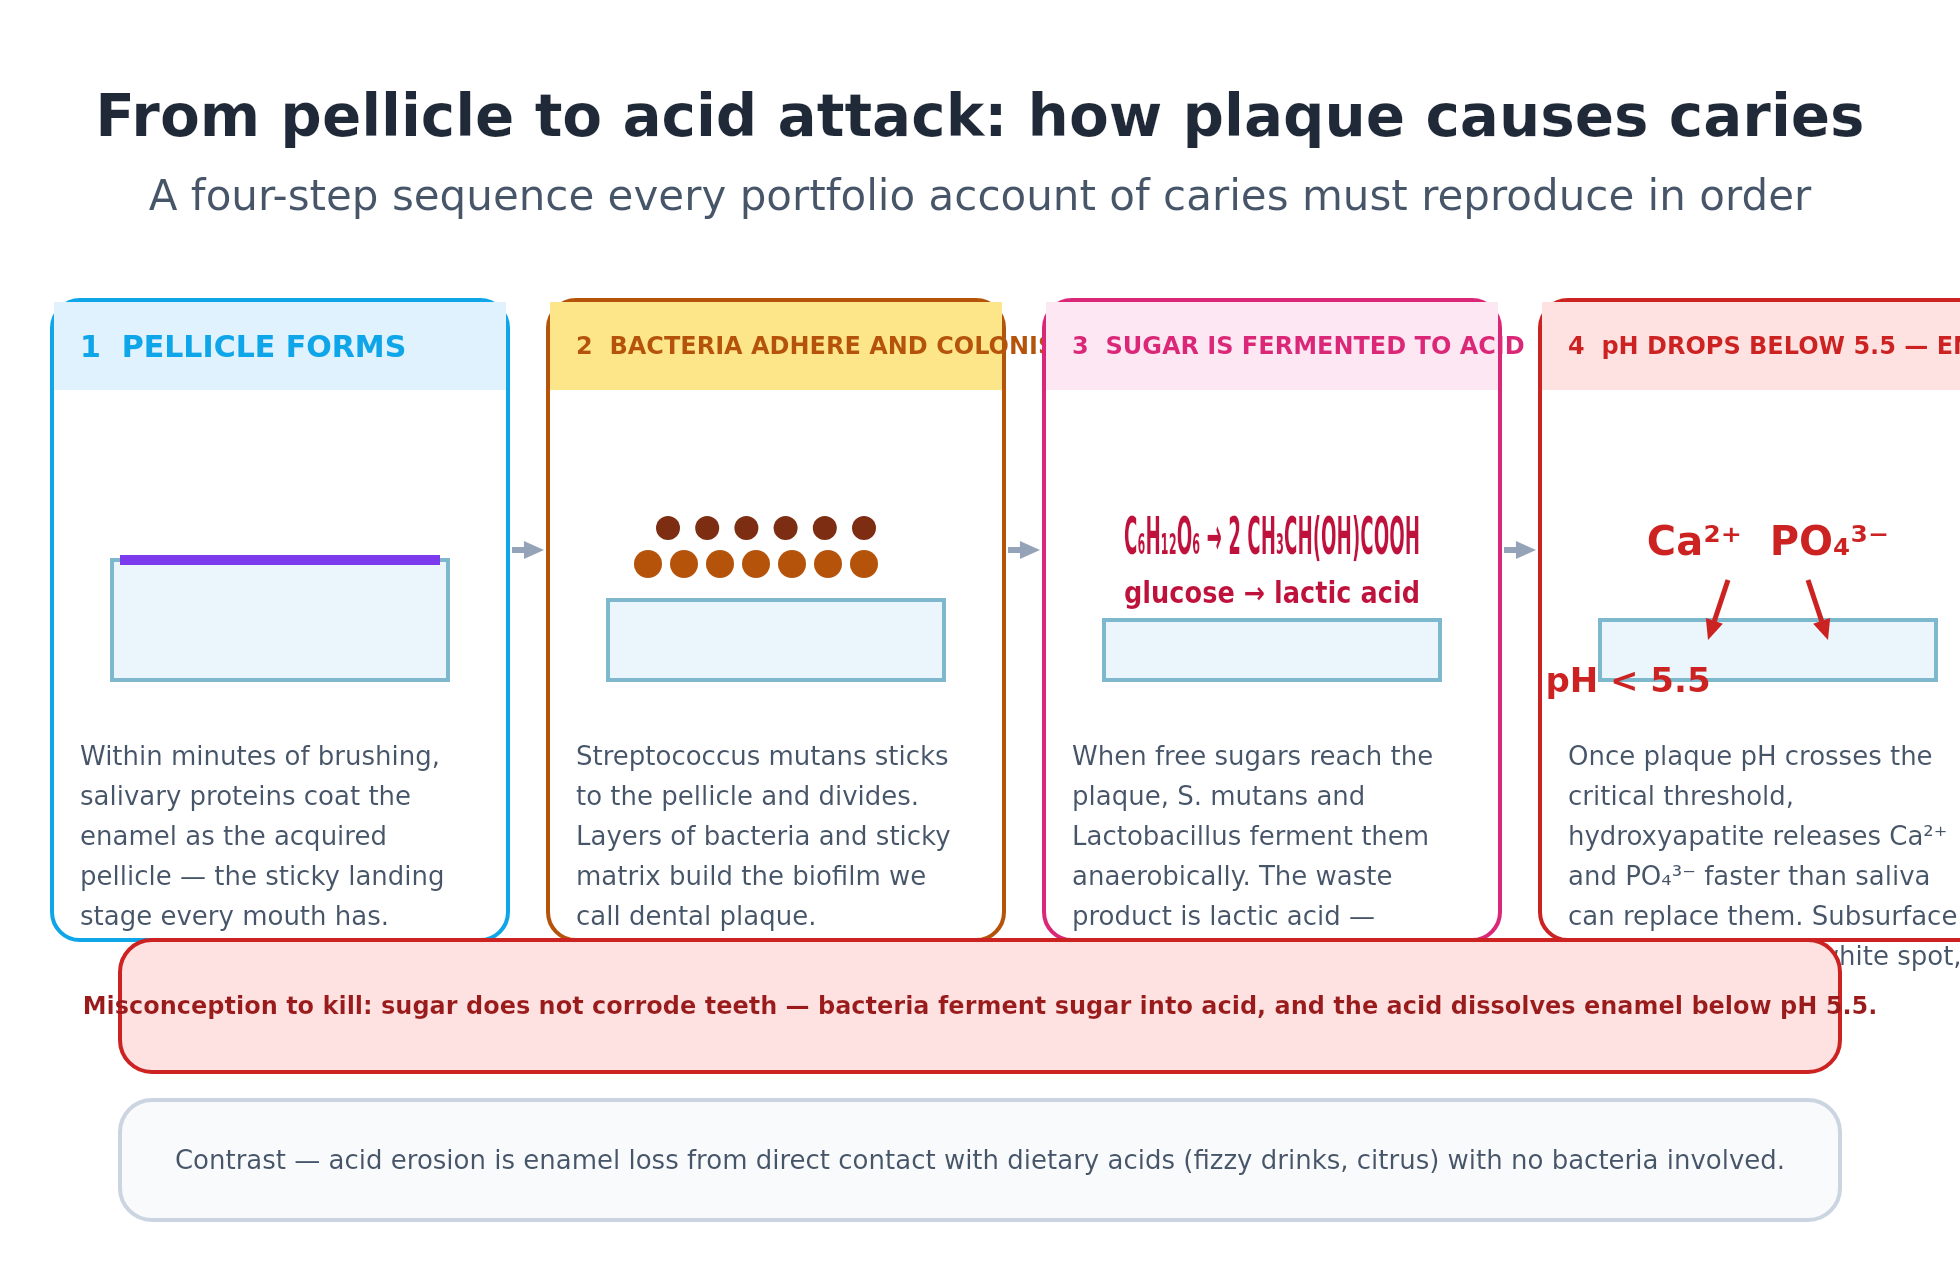 From pellicle to acid attack: how plaque causes caries
A four-step sequence every portfolio account of caries must reproduce in order
1 PELLICLE FORMS
Within minutes of brushing,
salivary proteins coat the
enamel as the acquired
pellicle — the sticky landing
stage every mouth has.
2 BACTERIA ADHERE AND
Streptococcus mutans sticks
to the pellicle and divides.
Layers of bacteria and sticky
matrix build the biofilm we
call dental plaque.
3 SUGAR IS FERMENTED TO ACID
C₆H₁₂O₆ → 2 CH₃CH(OH)COOH
glucose → lactic acid
When free sugars reach the
plaque, S. mutans and
Lactobacillus ferment them
anaerobically. The waste
product is lactic acid —
4 pH DROPS BELOW 5.5 —
Ca²⁺ PO₄³⁻
pH < 5.5
Once plaque pH crosses the
critical threshold,
hydroxyapatite releases Ca²⁺
and PO₄³⁻ faster than saliva
can replace them. Subsurface
spot,
Misconception to kill: sugar does not corrode teeth — bacteria ferment sugar into acid, and the acid dissolves enamel below pH 5.5.
Contrast — acid erosion is enamel loss from direct contact with dietary acids (fizzy drinks, citrus) with no bacteria involved.